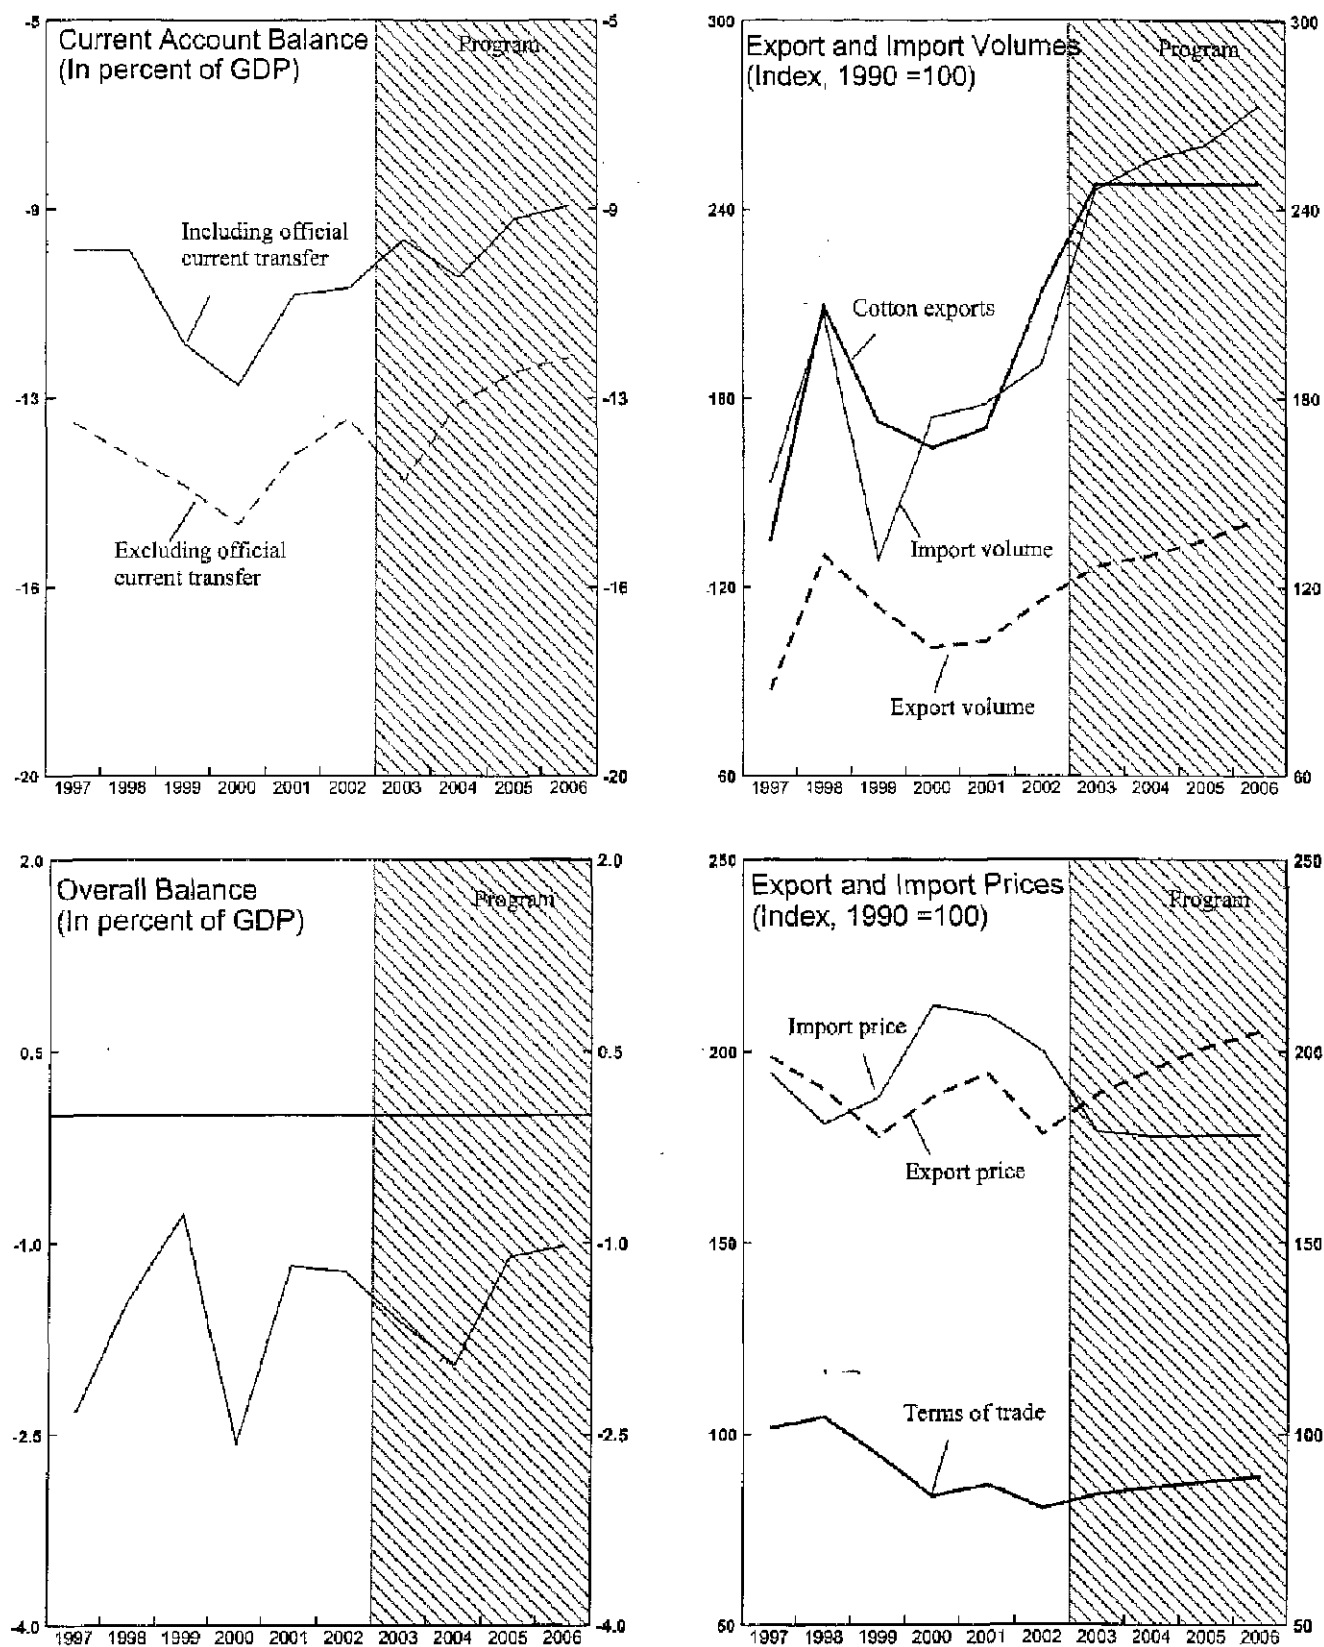 Current Account Balance
(In percent of GDP)
Program
-5
-9
-13
-16
-20
-5
-9
-13
-16
-20
Including official
current transfer
Excluding official
current transfer
1997 1998 1999 2000 2001 2002 2003 2004 2005 2006
Export and Import Volumes
(Index, 1990 =100)
Program
300
240
180
120
60
300
240
180
120
60
Cotton exports
Import volume
Export volume
1997 1998 1999 2000 2001 2002 2003 2004 2005 2006
Overall Balance
(In percent of GDP)
Program
2.0
0.5
-1.0
-2.5
-4.0
2.0
0.5
-1.0
-2.5
-4.0
1997 1998 1999 2000 2001 2002 2003 2004 2005 2006
Export and Import Prices
(Index, 1990 =100)
Program
250
200
150
100
50
250
200
150
100
50
Import price
Export price
Terms of trade
1997 1998 1999 2000 2001 2002 2003 2004 2005 2006